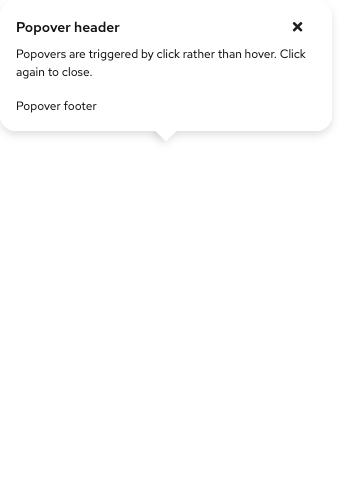 Popover header
Popovers are triggered by click rather than hover. Click
again to close.
Popover footer